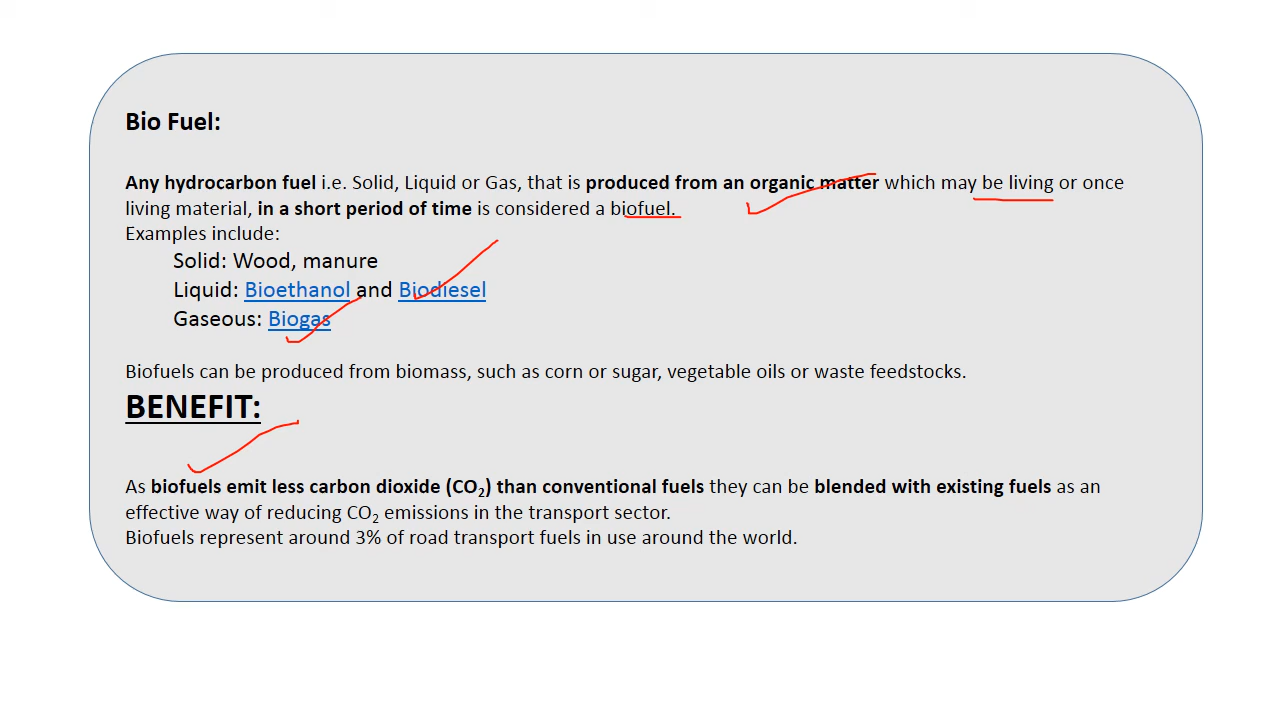 Bio Fuel:
Any hydrocarbon fuel i.e. Solid, Liquid or Gas, that is produced from an organic matter which may be living or once
living material, in a short period of time is considered a biofuel.
Examples include:
Solid: Wood, manure
Liquid: Bioethanol and Biodiesel
Gaseous: Biogas
Biofuels can be produced from biomass, such as corn or sugar, vegetable oils or waste feedstocks.
BENEFIT:
As biofuels emit less carbon dioxide (CO₂) than conventional fuels they can be blended with existing fuels as an
effective way of reducing CO₂ emissions in the transport sector.
Biofuels represent around 3% of road transport fuels in use around the world.